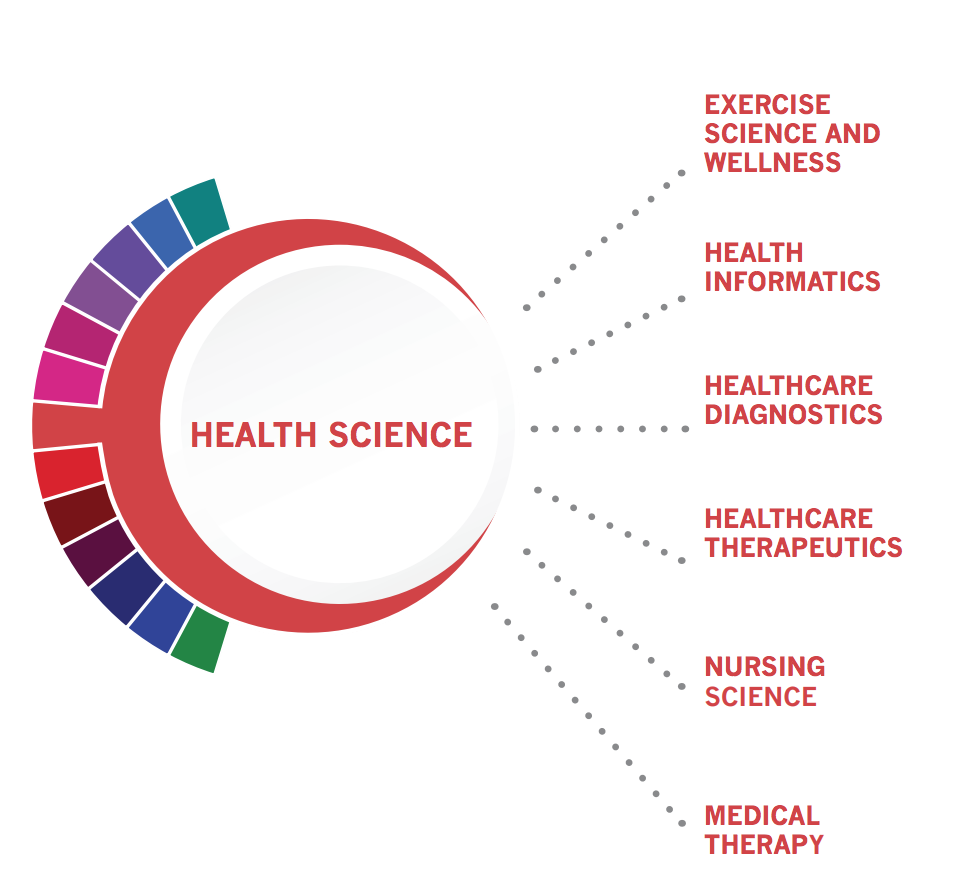 EXERCISE
SCIENCE AND
WELLNESS
HEALTH
INFORMATICS
HEALTHCARE
DIAGNOSTICS
HEALTH SCIENCE
HEALTHCARE
THERAPEUTICS
NURSING
SCIENCE
MEDICAL
THERAPY